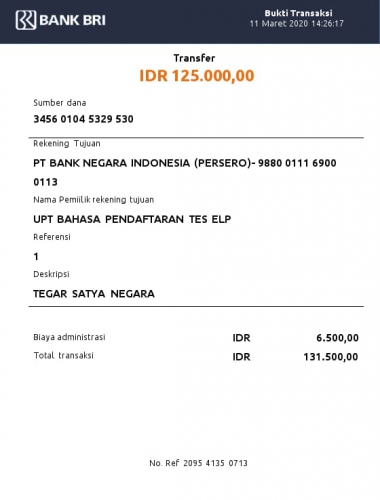 BANK BRI
Bukti Transaksi
11 Maret 2020 14:26:17
Transfer
IDR 125.000,00
Sumber dana
3456 0104 5329 530
Rekening Tujuan
PT BANK NEGARA INDONESIA (PERSERO)- 9880 0111 6900
0113
Nama Pemiilik rekening tujuan
UPT BAHASA PENDAFTARAN TES ELP
Referensi
1
Deskripsi
TEGAR SATYA NEGARA
Biaya administrasi IDR 6.500,00
Total transaksi IDR 131.500,00
No. Ref 2095 4135 0713